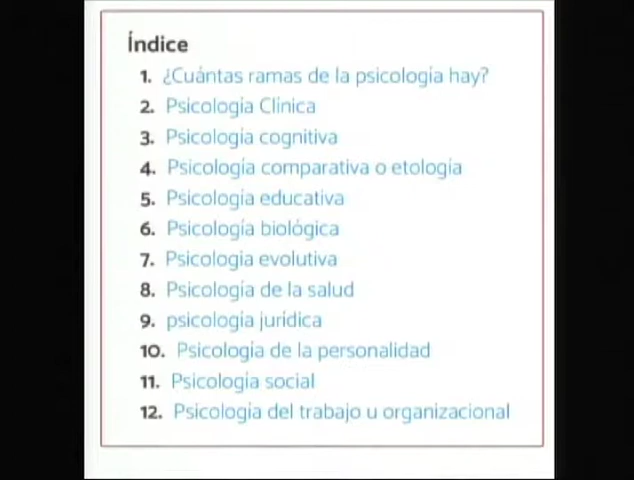 Índice
1. ¿Cuántas ramas de la psicología hay?
2. Psicología Clínica
3. Psicología cognitiva
4. Psicología comparativa o etología
5. Psicología educativa
6. Psicología biológica
7. Psicología evolutiva
8. Psicología de la salud
9. psicología jurídica
10. Psicología de la personalidad
11. Psicología social
12. Psicología del trabajo u organizacional